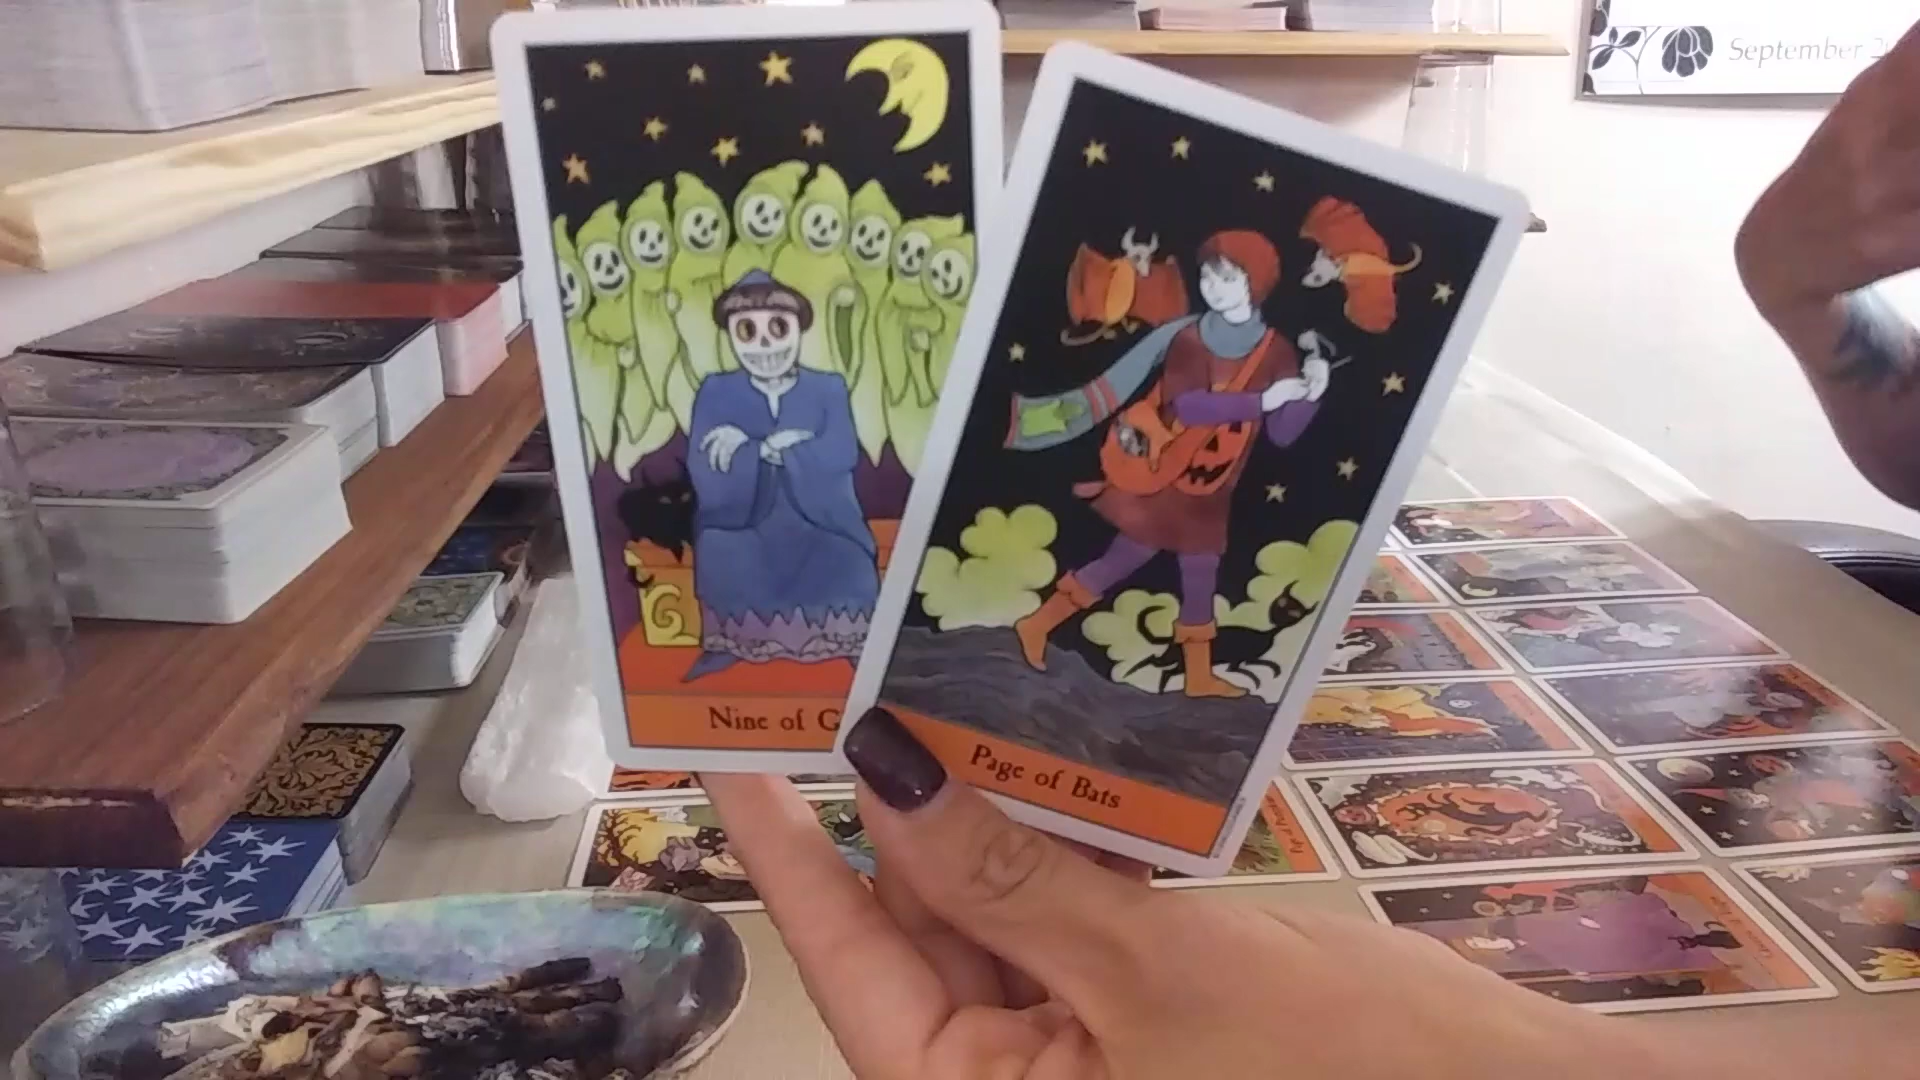 September
Nine of G
Page of Bats